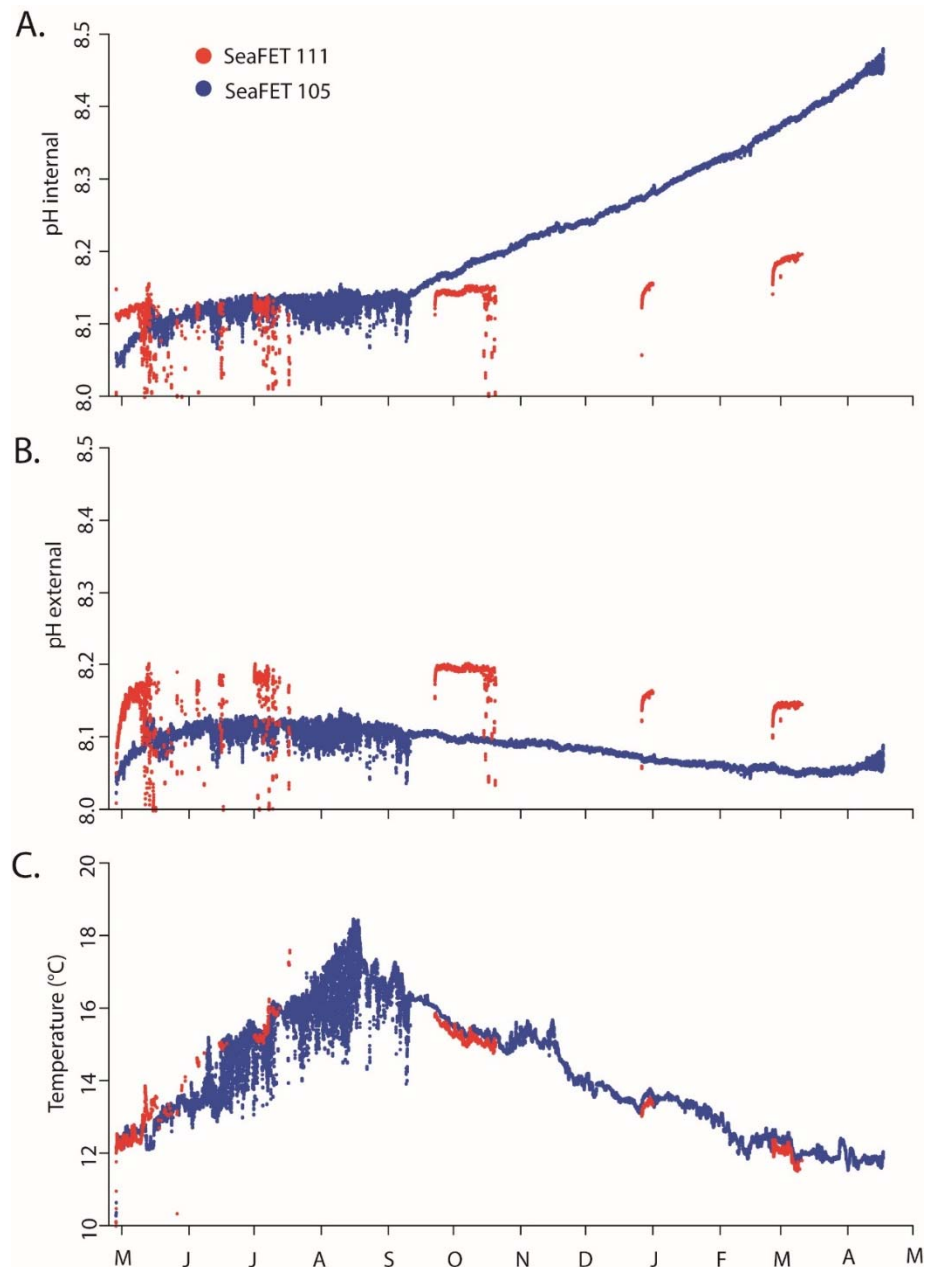 A.
8.5
8.4
8.3
8.2
8.1
8.0
pH internal
SeaFET 111
SeaFET 105
B.
8.5
8.4
8.3
8.2
8.1
8.0
pH external
C.
20
18
16
14
12
10
Temperature (°C)
M J J A S O N D J F M A M